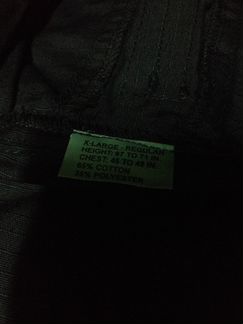 X-LARGE - REGULAR
HEIGHT: 67 TO 71 IN.
CHEST: 45 TO 49 IN.
65% COTTON
35% POLYESTER